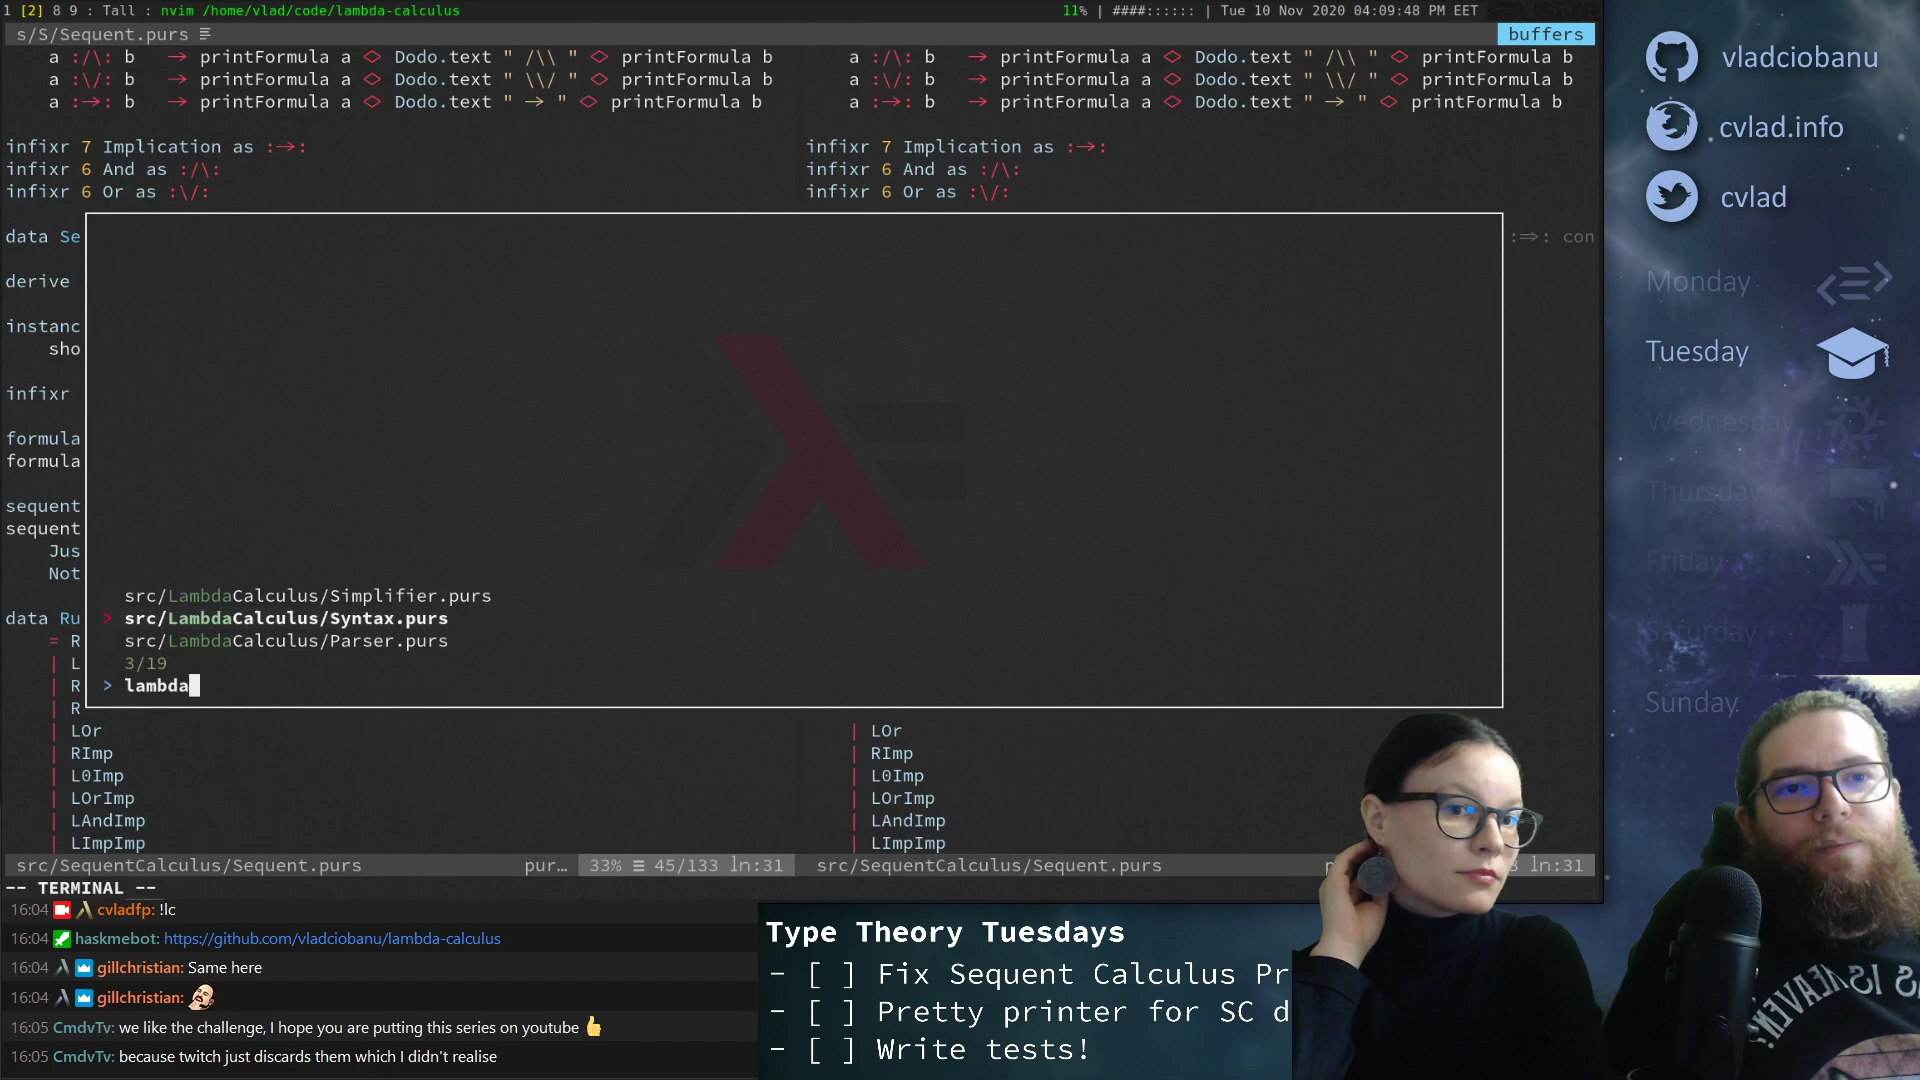 1 [2] 8 9 : Tall : nvim /home/vlad/code/lambda-calculus
11% | ####:::::: | Tue 10 Nov 2020 04:09:48 PM EET
s/S/Sequent.purs
buffers
a :/\: b → printFormula a <> Dodo.text " /\\ " <> printFormula b
a :\/: b → printFormula a <> Dodo.text " \\/ " <> printFormula b
a :→: b → printFormula a <> Dodo.text " → " <> printFormula b
a :/\: b → printFormula a <> Dodo.text " /\\ " <> printFormula b
a :\/: b → printFormula a <> Dodo.text " \\/ " <> printFormula b
a :→: b → printFormula a <> Dodo.text " → " <> printFormula b
infixr 7 Implication as :→:
infixr 6 And as :/\:
infixr 6 Or as :\/:
infixr 7 Implication as :→:
infixr 6 And as :/\:
infixr 6 Or as :\/:
data Se
:⇒: con
derive
instanc
sho
infixr
formula
formula
sequent
sequent
Jus
Not
data Ru
= R
| L
| R
| R
| LOr
| RImp
| L0Imp
| LOrImp
| LAndImp
| LImpImp
src/LambdaCalculus/Simplifier.purs
> src/LambdaCalculus/Syntax.purs
src/LambdaCalculus/Parser.purs
3/19
> lambda
| LOr
| RImp
| L0Imp
| LOrImp
| LAndImp
| LImpImp
src/SequentCalculus/Sequent.purs pur… 33% ☰ 45/133 ln:31
src/SequentCalculus/Sequent.purs ln:31
-- TERMINAL --
16:04 cvladfp: !lc
16:04 haskmebot: https://github.com/vladciobanu/lambda-calculus
16:04 gillchristian: Same here
16:04 gillchristian:
16:05 CmdvTv: we like the challenge, I hope you are putting this series on youtube 👍
16:05 CmdvTv: because twitch just discards them which I didn't realise
Type Theory Tuesdays
- [ ] Fix Sequent Calculus Pr
- [ ] Pretty printer for SC d
- [ ] Write tests!
vladciobanu
cvlad.info
cvlad
Monday
Tuesday
Wednesday
Thursday
Friday
Saturday
Sunday